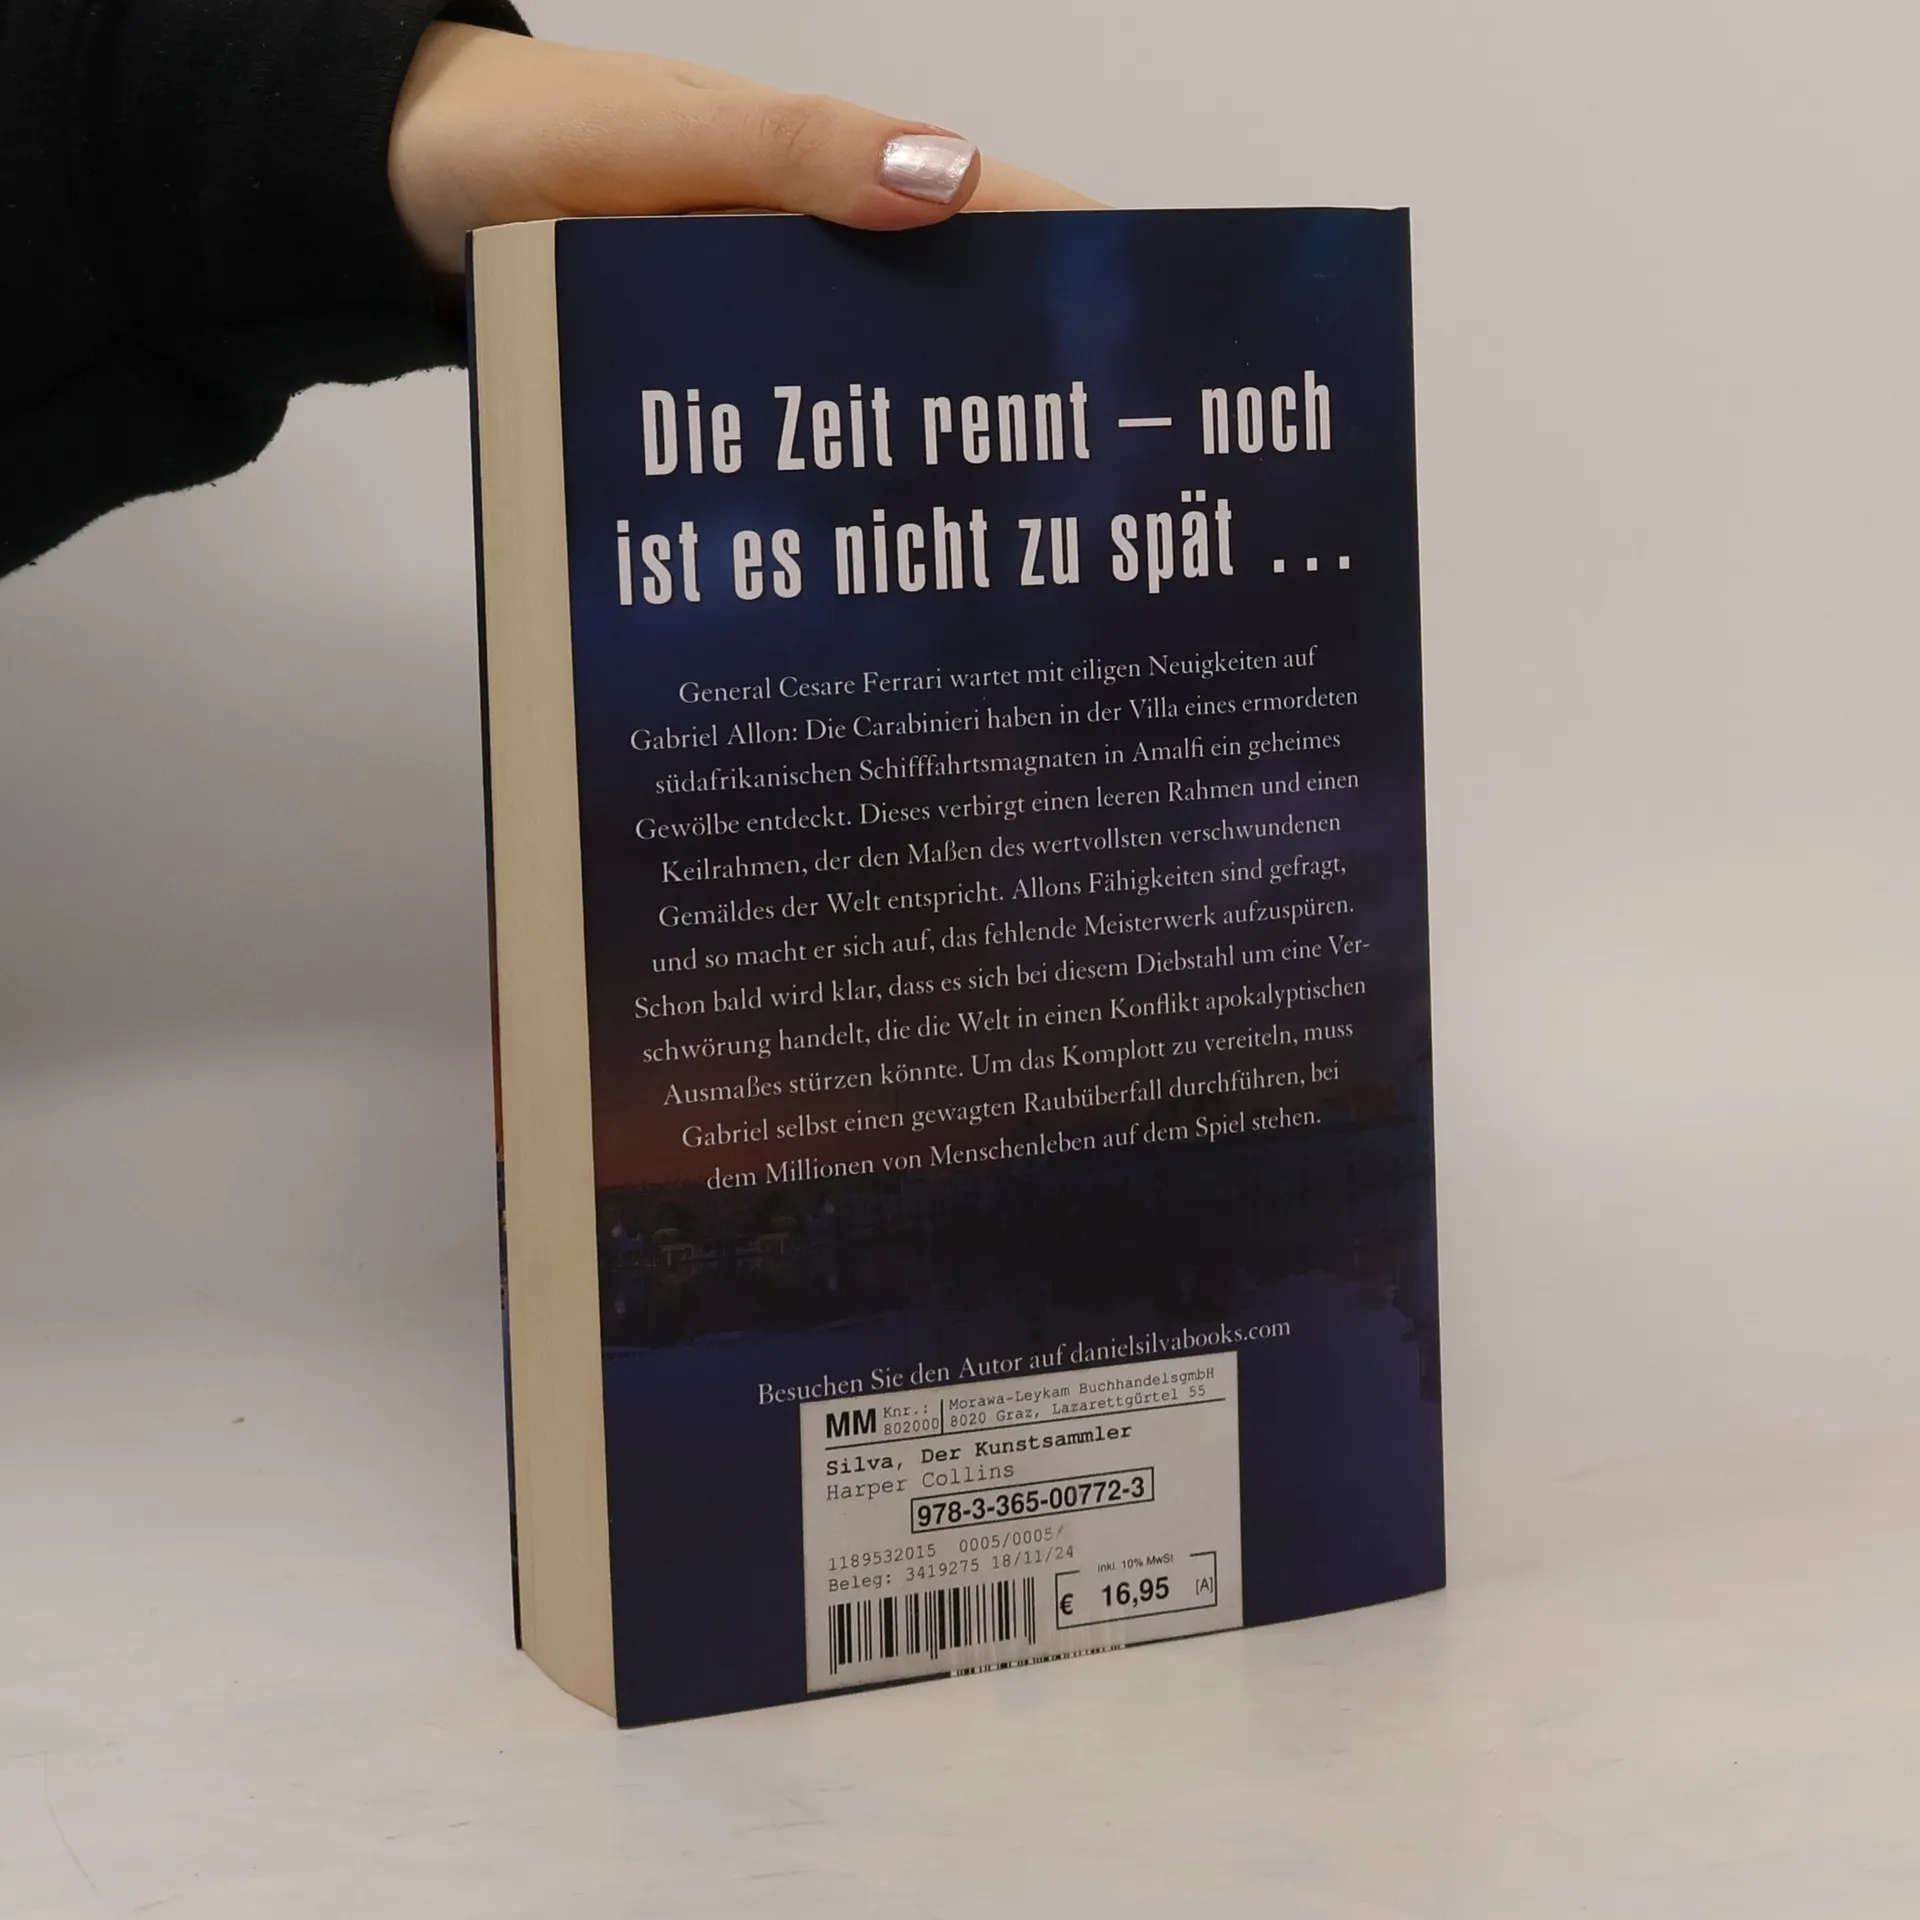 Die Zeit rennt – noch
ist es nicht zu spät ...
General Cesare Ferrari wartet mit eiligen Neuigkeiten auf
Gabriel Allon: Die Carabinieri haben in der Villa eines ermordeten
südafrikanischen Schifffahrtsmagnaten in Amalfi ein geheimes
Gewölbe entdeckt. Dieses verbirgt einen leeren Rahmen und einen
Keilrahmen, der den Maßen des wertvollsten verschwundenen
Gemäldes der Welt entspricht. Allons Fähigkeiten sind gefragt,
und so macht er sich auf, das fehlende Meisterwerk aufzuspüren.
Schon bald wird klar, dass es sich bei diesem Diebstahl um eine Ver-
schwörung handelt, die die Welt in einen Konflikt apokalyptischen
Ausmaßes stürzen könnte. Um das Komplott zu vereiteln, muss
Gabriel selbst einen gewagten Raubüberfall durchführen, bei
dem Millionen von Menschenleben auf dem Spiel stehen.
Besuchen Sie den Autor auf danielsilvabooks.com
MM Knr.: Morawa-Leykam BuchhandelsgmbH
802000 8020 Graz, Lazarettgürtel 55
Silva, Der Kunstsammler
Harper Collins
978-3-365-00772-3
1189532015 0005/0005/
Beleg: 3419275 18/11/24
inkl. 10% MwSt
€ 16,95 [A]